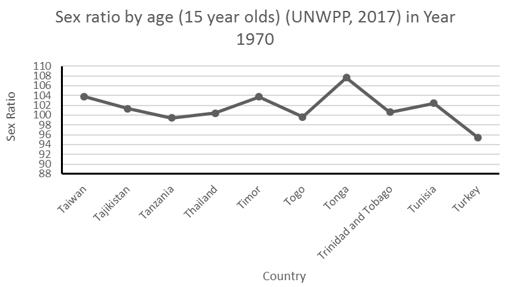 Sex ratio by age (15 year olds) (UNWPP, 2017) in Year
1970
110
108
106
104
102
100
98
96
94
92
90
88
Sex Ratio
Taiwan
Tajikistan
Tanzania
Thailand
Timor
Togo
Tonga
Trinidad and Tobago
Tunisia
Turkey
Country